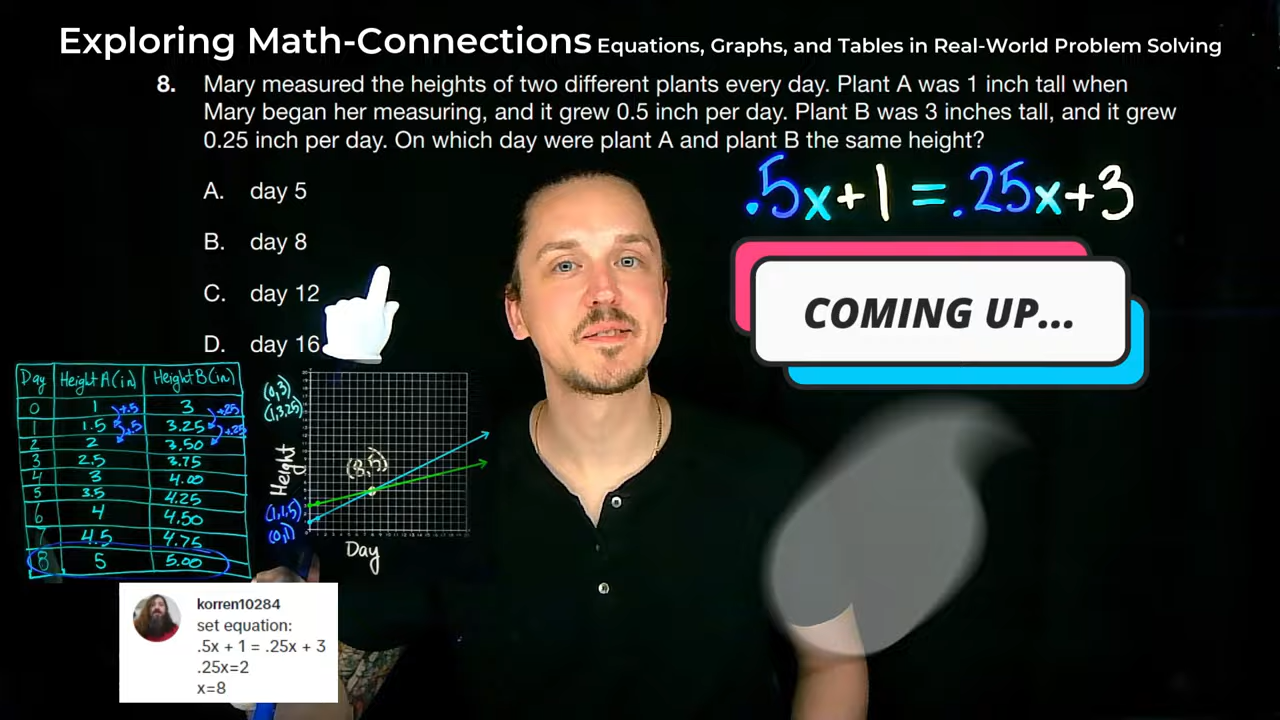 Exploring Math-Connections Equations, Graphs, and Tables in Real-World Problem Solving
8. Mary measured the heights of two different plants every day. Plant A was 1 inch tall when
Mary began her measuring, and it grew 0.5 inch per day. Plant B was 3 inches tall, and it grew
0.25 inch per day. On which day were plant A and plant B the same height?
A. day 5
B. day 8
C. day 12
D. day 16
.5x+1=.25x+3
COMING UP...
Day Height A(in) Height B(in)
0 1 +.5 3 +.25
1 1.5 +.5 3.25 +.25
2 2 3.50
3 2.5 3.75
4 3 4.00
5 3.5 4.25
6 4 4.50
7 4.5 4.75
8 5 5.00
(0,3)
(1,3.25)
Height
(8,5)
(1,1.5)
(0,1)
Day
korren10284
set equation:
.5x + 1 = .25x + 3
.25x=2
x=8